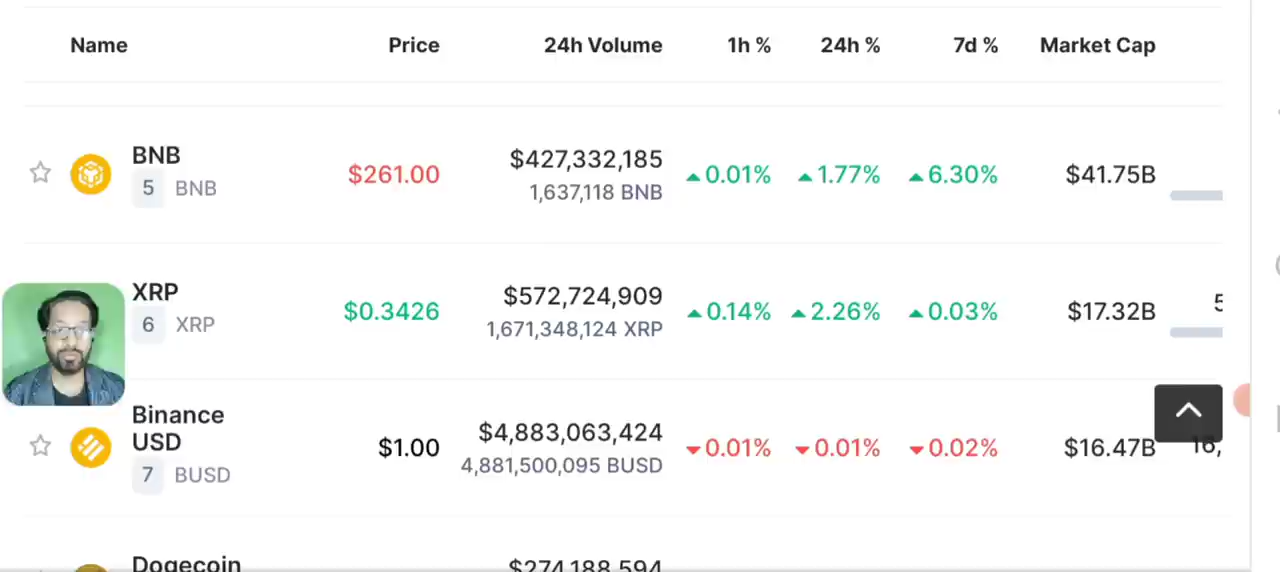 Name Price 24h Volume 1h % 24h % 7d % Market Cap
BNB
5 BNB
$261.00
$427,332,185
1,637,118 BNB
0.01% 1.77% 6.30% $41.75B
XRP
6 XRP
$0.3426
$572,724,909
1,671,348,124 XRP
0.14% 2.26% 0.03% $17.32B
5
Binance
USD
7 BUSD
$1.00
$4,883,063,424
4,881,500,095 BUSD
0.01% 0.01% 0.02% $16.47B
16,
Dogecoin $274,188,594